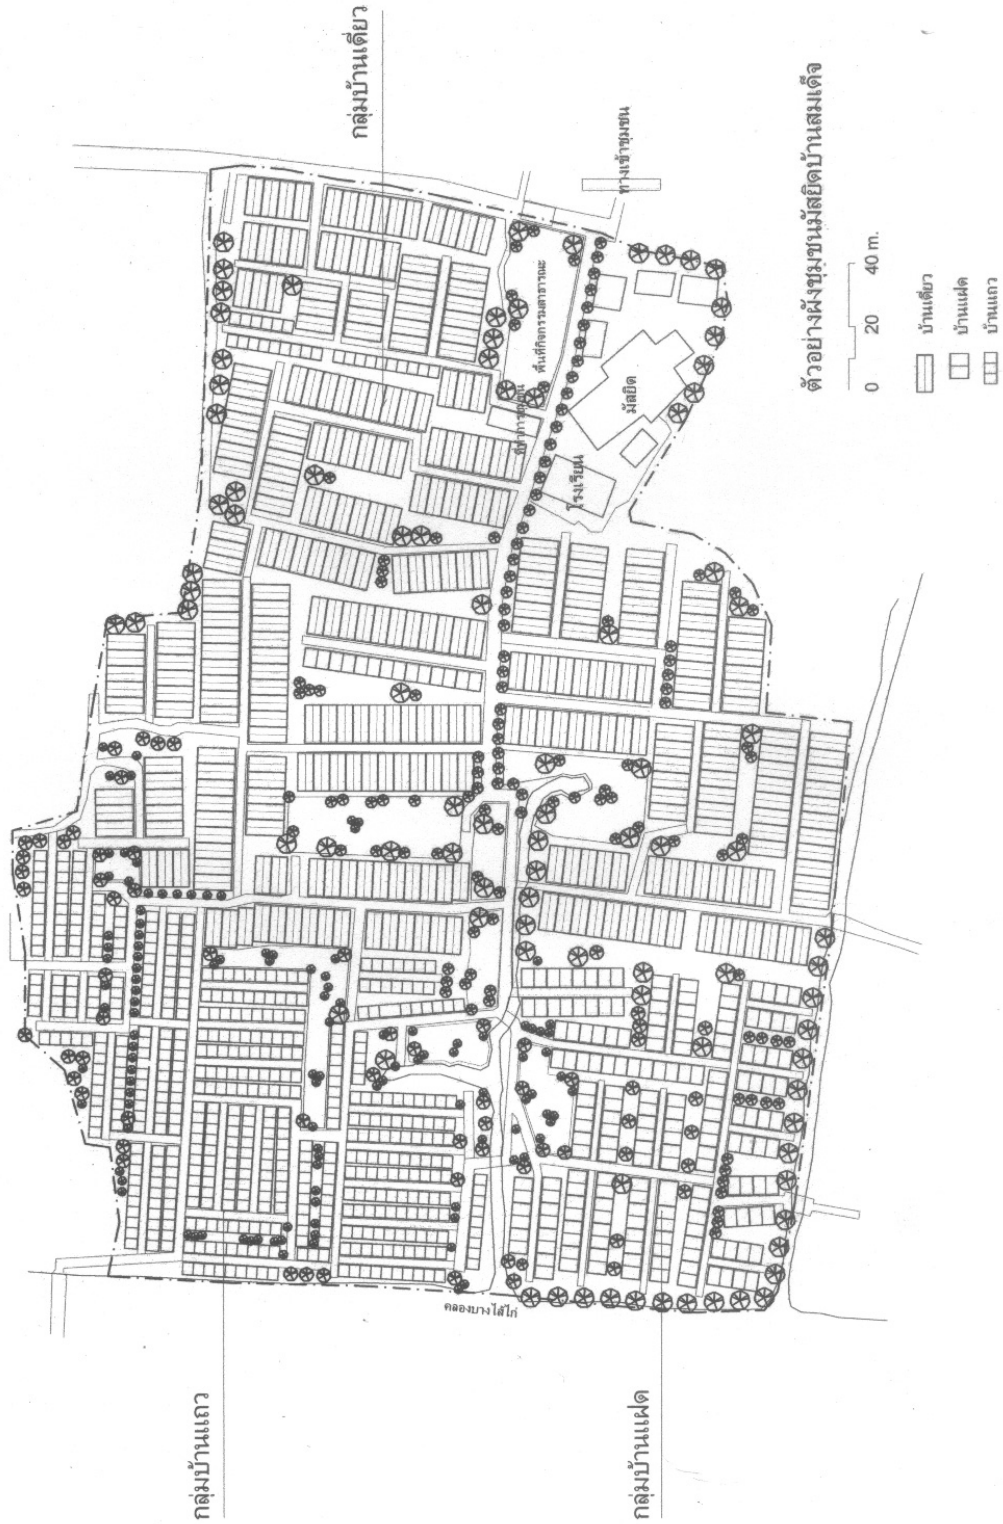 กลุ่มบ้านเดี่ยว
ทางเข้าชุมชน
พื้นที่กิจกรรมสาธารณะ
มัสยิด
โรงเรียน
คลองบางไส้ไก่
กลุ่มบ้านแถว
กลุ่มบ้านแฝด
ตัวอย่างผังชุมชนมัสยิดบ้านสมเด็จ
0 20 40 m.
บ้านเดี่ยว
บ้านแฝด
บ้านแถว